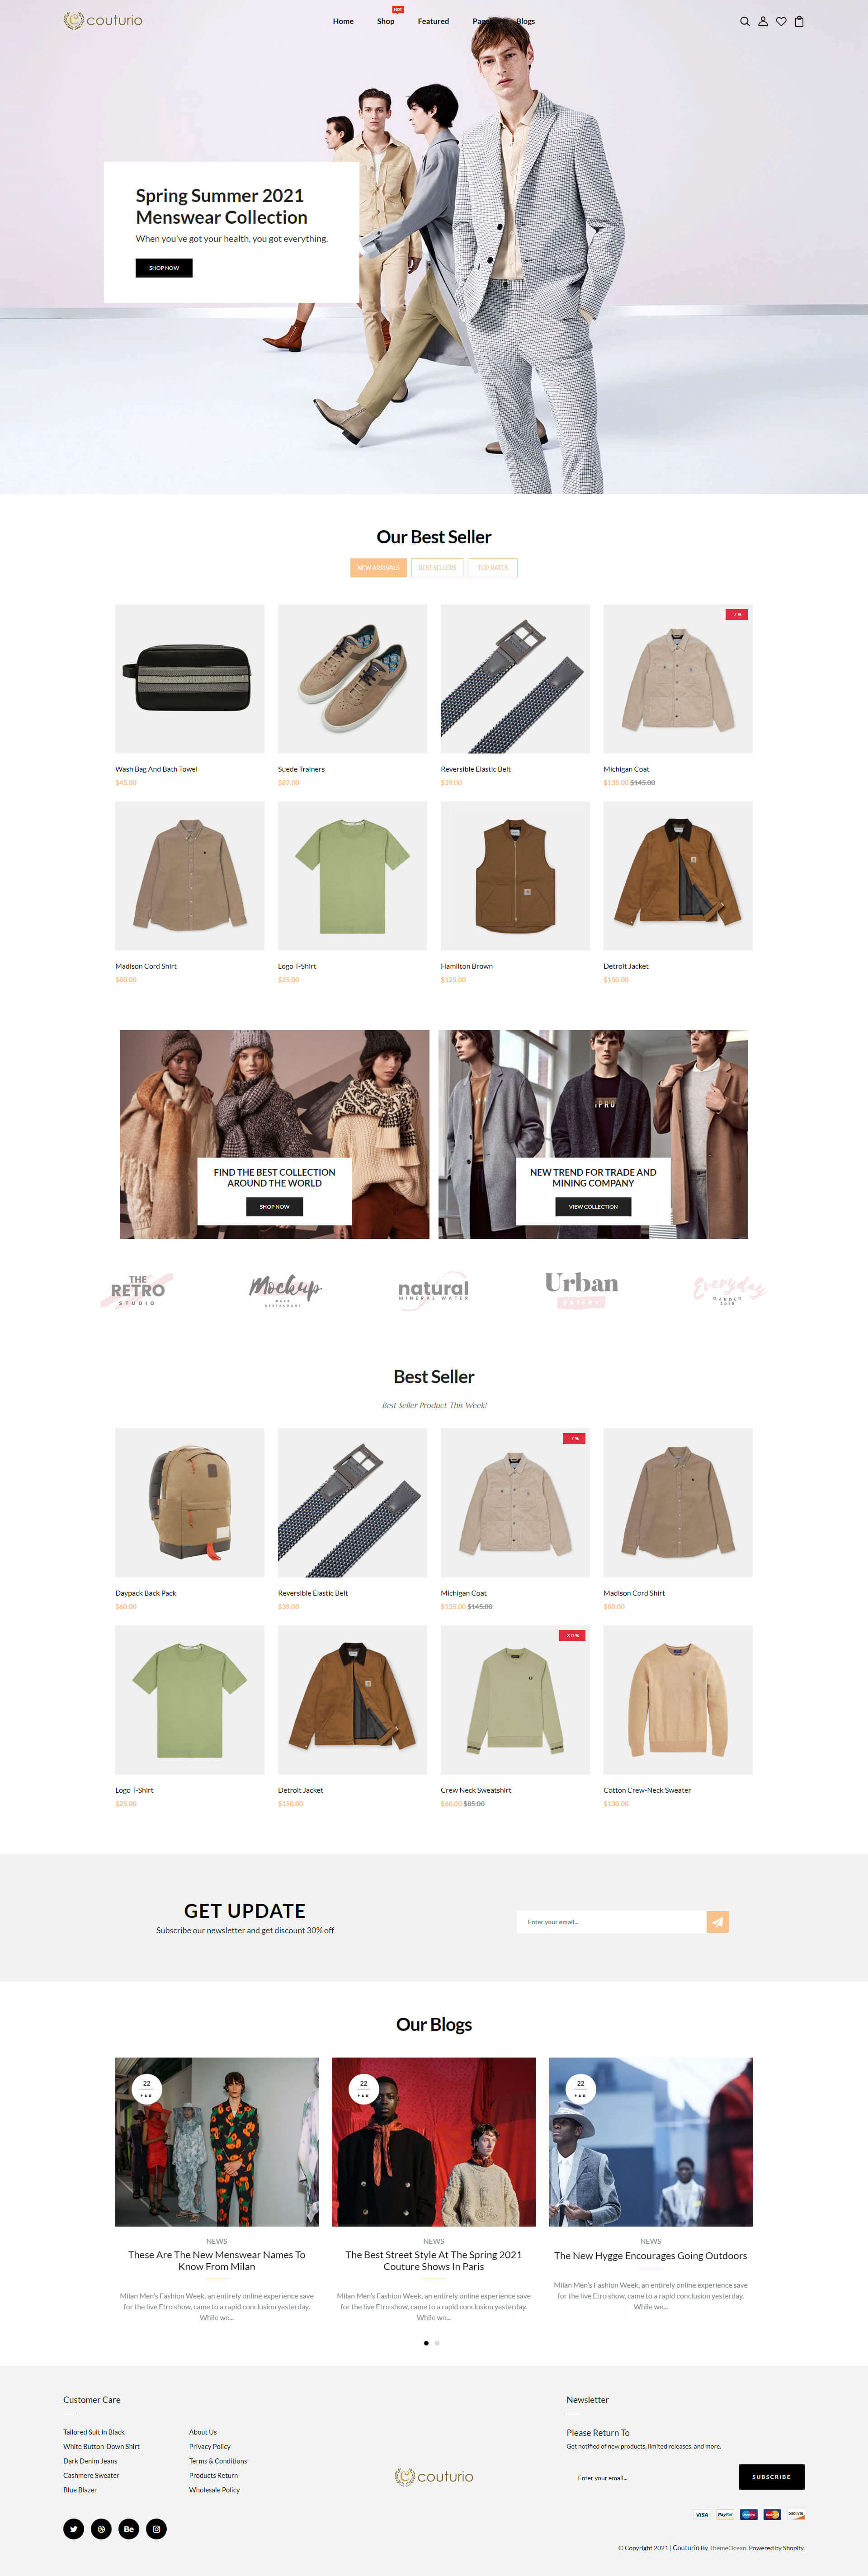 couturio
Home
Shop
HOT
Featured
Blogs
Spring Summer 2021
Menswear Collection
When you've got your health, you got everything.
SHOP NOW
Our Best Seller
NEW ARRIVALS
BEST SELLERS
TOP RATES
-7%
Wash Bag And Bath Towel
$45.00
Suede Trainers
$87.00
Reversible Elastic Belt
$39.00
Michigan Coat
$135.00 $145.00
Madison Cord Shirt
$80.00
Logo T-Shirt
$25.00
Hamilton Brown
$125.00
Detroit Jacket
$150.00
FIND THE BEST COLLECTION
AROUND THE WORLD
SHOP NOW
NEW TREND FOR TRADE AND
MINING COMPANY
VIEW COLLECTION
THE
RETRO
STUDIO
Mockup
RESTAURANT
natural
MINERAL WATER
Urban
Everyday
GARDEN
2018
Best Seller
Best Seller Product This Week!
-7%
Daypack Back Pack
$60.00
Reversible Elastic Belt
$39.00
Michigan Coat
$135.00 $145.00
Madison Cord Shirt
$80.00
-30%
Logo T-Shirt
$25.00
Detroit Jacket
$150.00
Crew Neck Sweatshirt
$60.00 $85.00
Cotton Crew-Neck Sweater
$130.00
GET UPDATE
Subscribe our newsletter and get discount 30% off
Enter your email...
Our Blogs
22
FEB
22
FEB
22
FEB
NEWS
These Are The New Menswear Names To
Know From Milan
Milan Men's Fashion Week, an entirely online experience save
for the live Etro show, came to a rapid conclusion yesterday.
While we...
NEWS
The Best Street Style At The Spring 2021
Couture Shows In Paris
Milan Men's Fashion Week, an entirely online experience save
for the live Etro show, came to a rapid conclusion yesterday.
While we...
NEWS
The New Hygge Encourages Going Outdoors
Milan Men's Fashion Week, an entirely online experience save
for the live Etro show, came to a rapid conclusion yesterday.
While we...
Customer Care
Tailored Suit in Black
White Button-Down Shirt
Dark Denim Jeans
Cashmere Sweater
Blue Blazer
About Us
Privacy Policy
Terms & Conditions
Products Return
Wholesale Policy
Bē
couturio
Newsletter
Please Return To
Get notified of new products, limited releases, and more.
Enter your email...
SUBSCRIBE
VISA
PayPal
DISCOVER
© Copyright 2021 | Couturio By ThemeOcean. Powered by Shopify.